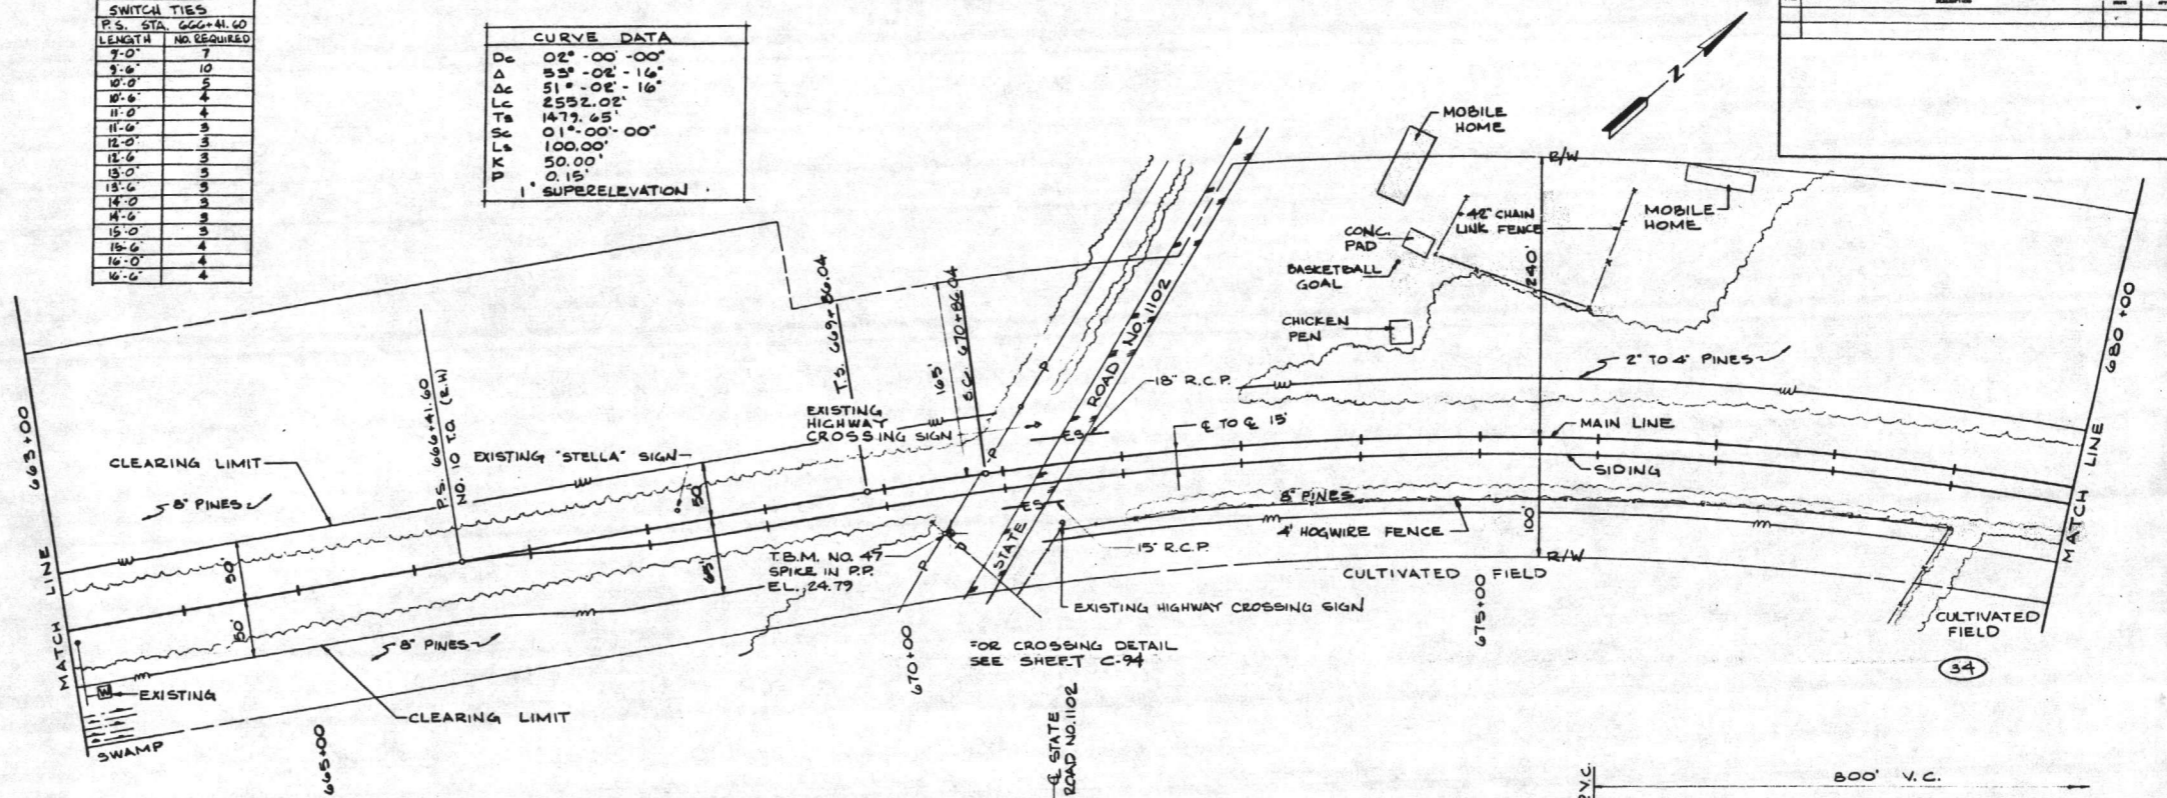 SWITCH TIES
P.S. STA. 666+41.60
LENGTH NO. REQUIRED
9'-0" 7
9'-6" 10
10'-0" 5
10'-6" 4
11'-0 4
11'-6" 3
12'-0" 3
12'-6" 3
13'-0" 3
13'-6" 3
14'-0 3
14'-6" 3
15'-0" 3
15'-6" 4
16'-0" 4
16'-6" 4
CURVE DATA
Dc 02° -00' -00"
Δ 53° -02' - 16"
Δc 51° -02' - 16"
Lc 2552.02'
Ts 1479.65'
Sc 01°-00'-00"
Ls 100.00'
K 50.00'
P 0.15'
1" SUPERELEVATION
N
MOBILE
HOME
R/W
42" CHAIN
LINK FENCE
MOBILE
HOME
CONC.
PAD
BASKETBALL
GOAL
240'
CHICKEN
PEN
2" TO 4" PINES
MATCH LINE 680+00
MATCH LINE 663+00
CLEARING LIMIT
8" PINES
P.S. 666+41.60
NO. 10 T.O. (R.H)
EXISTING "STELLA" SIGN
T.S. 669+86.04
165'
S.C. 670+86.04
EXISTING
HIGHWAY
CROSSING SIGN
P
P
STATE ROAD NO. 1102
18" R.C.P.
ES
ES
℄ TO ℄ 15'
MAIN LINE
SIDING
8" PINES
4' HOGWIRE FENCE
100'
R/W
50'
50'
50'
65'
T.B.M. NO. 47
SPIKE IN P.P.
EL. 24.79
P
P
15" R.C.P.
CULTIVATED FIELD
EXISTING HIGHWAY CROSSING SIGN
675+00
CULTIVATED
FIELD
34
FOR CROSSING DETAIL
SEE SHEET C-94
670+00
8" PINES
W EXISTING
CLEARING LIMIT
SWAMP
665+00
℄ STATE
ROAD NO. 1102
800' V.C.